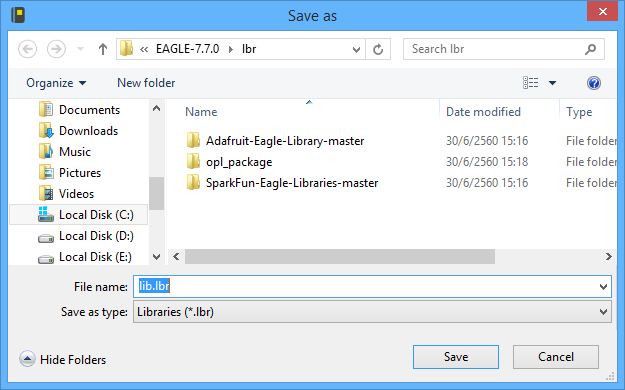 Save as
« EAGLE-7.7.0 lbr Search lbr
Organize New folder
Documents
Downloads
Music
Pictures
Videos
Local Disk (C:)
Local Disk (D:)
Local Disk (E:)
Name Date modified Type
Adafruit-Eagle-Library-master 30/6/2560 15:16 File folder
opl_package 30/6/2560 15:18 File folder
SparkFun-Eagle-Libraries-master 30/6/2560 15:16 File folder
File name: lib.lbr
Save as type: Libraries (*.lbr)
Hide Folders Save Cancel